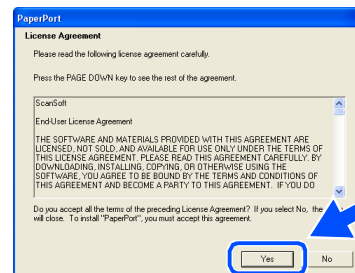 PaperPort
License Agreement
Please read the following license agreement carefully.
Press the PAGE DOWN key to see the rest of the agreement.
ScanSoft
End-User License Agreement
THE SOFTWARE AND MATERIALS PROVIDED WITH THIS AGREEMENT ARE
LICENSED, NOT SOLD, AND AVAILABLE FOR USE ONLY UNDER THE TERMS OF
THIS LICENSE AGREEMENT. PLEASE READ THIS AGREEMENT CAREFULLY. BY
DOWNLOADING, INSTALLING, COPYING, OR OTHERWISE USING THE
SOFTWARE, YOU AGREE TO BE BOUND BY THE TERMS AND CONDITIONS OF
THIS AGREEMENT AND BECOME A PARTY TO THIS AGREEMENT. IF YOU DO
Do you accept all the terms of the preceding License Agreement? If you select No, the
will close. To install "PaperPort", you must accept this agreement.
Yes No